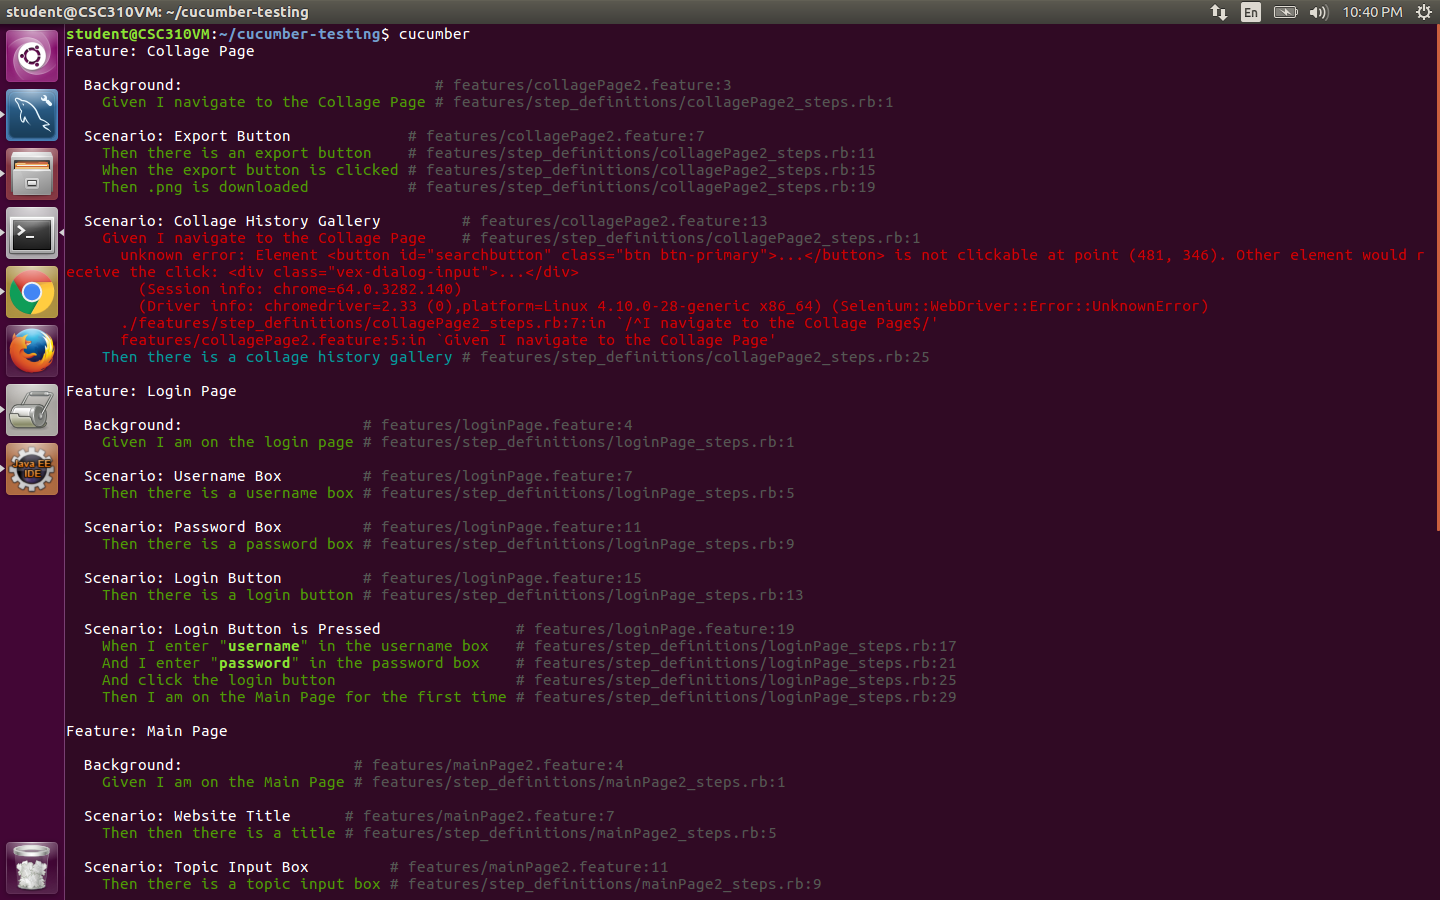 student@CSC310VM: ~/cucumber-testing
En
10:40 PM
student@CSC310VM:~/cucumber-testing$ cucumber
Feature: Collage Page
Background: # features/collagePage2.feature:3
Given I navigate to the Collage Page # features/step_definitions/collagePage2_steps.rb:1
Scenario: Export Button # features/collagePage2.feature:7
Then there is an export button # features/step_definitions/collagePage2_steps.rb:11
When the export button is clicked # features/step_definitions/collagePage2_steps.rb:15
Then .png is downloaded # features/step_definitions/collagePage2_steps.rb:19
Scenario: Collage History Gallery # features/collagePage2.feature:13
Given I navigate to the Collage Page # features/step_definitions/collagePage2_steps.rb:1
unknown error: Element <button id="searchbutton" class="btn btn-primary">...</button> is not clickable at point (481, 346). Other element would r
eceive the click: <div class="vex-dialog-input">...</div>
(Session info: chrome=64.0.3282.140)
(Driver info: chromedriver=2.33 (0),platform=Linux 4.10.0-28-generic x86_64) (Selenium::WebDriver::Error::UnknownError)
./features/step_definitions/collagePage2_steps.rb:7:in `/^I navigate to the Collage Page$/'
features/collagePage2.feature:5:in `Given I navigate to the Collage Page'
Then there is a collage history gallery # features/step_definitions/collagePage2_steps.rb:25
Feature: Login Page
Background: # features/loginPage.feature:4
Given I am on the login page # features/step_definitions/loginPage_steps.rb:1
Scenario: Username Box # features/loginPage.feature:7
Then there is a username box # features/step_definitions/loginPage_steps.rb:5
Scenario: Password Box # features/loginPage.feature:11
Then there is a password box # features/step_definitions/loginPage_steps.rb:9
Scenario: Login Button # features/loginPage.feature:15
Then there is a login button # features/step_definitions/loginPage_steps.rb:13
Scenario: Login Button is Pressed # features/loginPage.feature:19
When I enter "username" in the username box # features/step_definitions/loginPage_steps.rb:17
And I enter "password" in the password box # features/step_definitions/loginPage_steps.rb:21
And click the login button # features/step_definitions/loginPage_steps.rb:25
Then I am on the Main Page for the first time # features/step_definitions/loginPage_steps.rb:29
Feature: Main Page
Background: # features/mainPage2.feature:4
Given I am on the Main Page # features/step_definitions/mainPage2_steps.rb:1
Scenario: Website Title # features/mainPage2.feature:7
Then then there is a title # features/step_definitions/mainPage2_steps.rb:5
Scenario: Topic Input Box # features/mainPage2.feature:11
Then there is a topic input box # features/step_definitions/mainPage2_steps.rb:9
Java EE
IDE